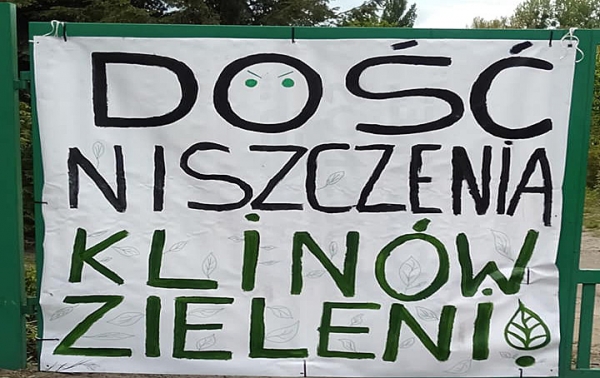 DOŚĆ
NISZCZENIA
KLINÓW
ZIELENI!